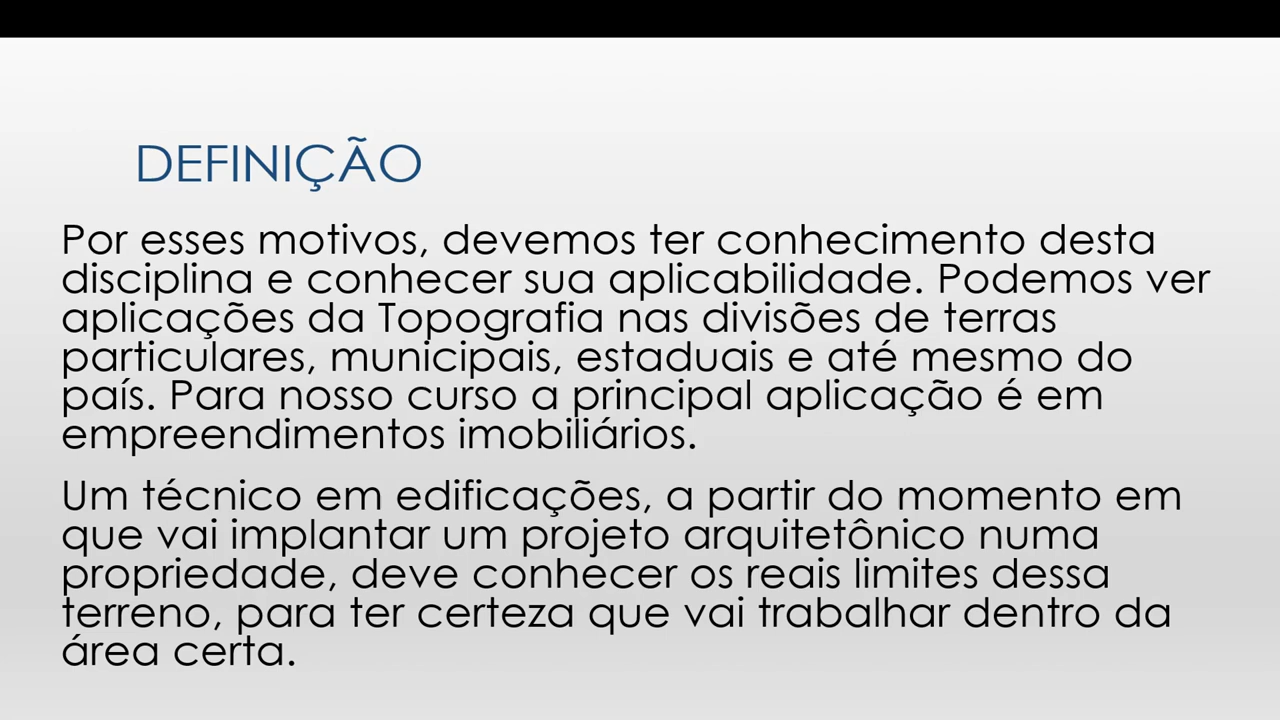 DEFINIÇÃO
Por esses motivos, devemos ter conhecimento desta
disciplina e conhecer sua aplicabilidade. Podemos ver
aplicações da Topografia nas divisões de terras
particulares, municipais, estaduais e até mesmo do
país. Para nosso curso a principal aplicação é em
empreendimentos imobiliários.
Um técnico em edificações, a partir do momento em
que vai implantar um projeto arquitetônico numa
propriedade, deve conhecer os reais limites dessa
terreno, para ter certeza que vai trabalhar dentro da
área certa.